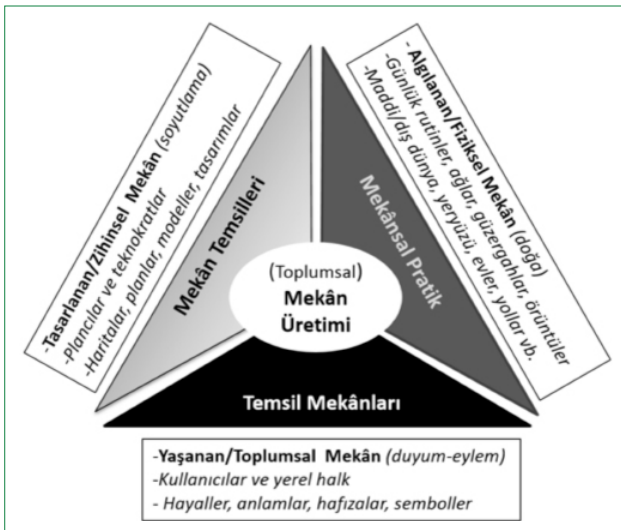 -Tasarlanan/Zihinsel Mekân (soyutlama)
-Plancılar ve teknokratlar
-Haritalar, planlar, modeller, tasarımlar
Mekân Temsilleri
-Algılanan/Fiziksel Mekân (doğa)
-Günlük rutinler, ağlar, güzergahlar, örüntüler
-Maddi/dış dünya, yeryüzü, evler, yollar vb.
Mekânsal Pratik
(Toplumsal)
Mekân
Üretimi
Temsil Mekânları
-Yaşanan/Toplumsal Mekân (duyum-eylem)
-Kullanıcılar ve yerel halk
- Hayaller, anlamlar, hafızalar, semboller